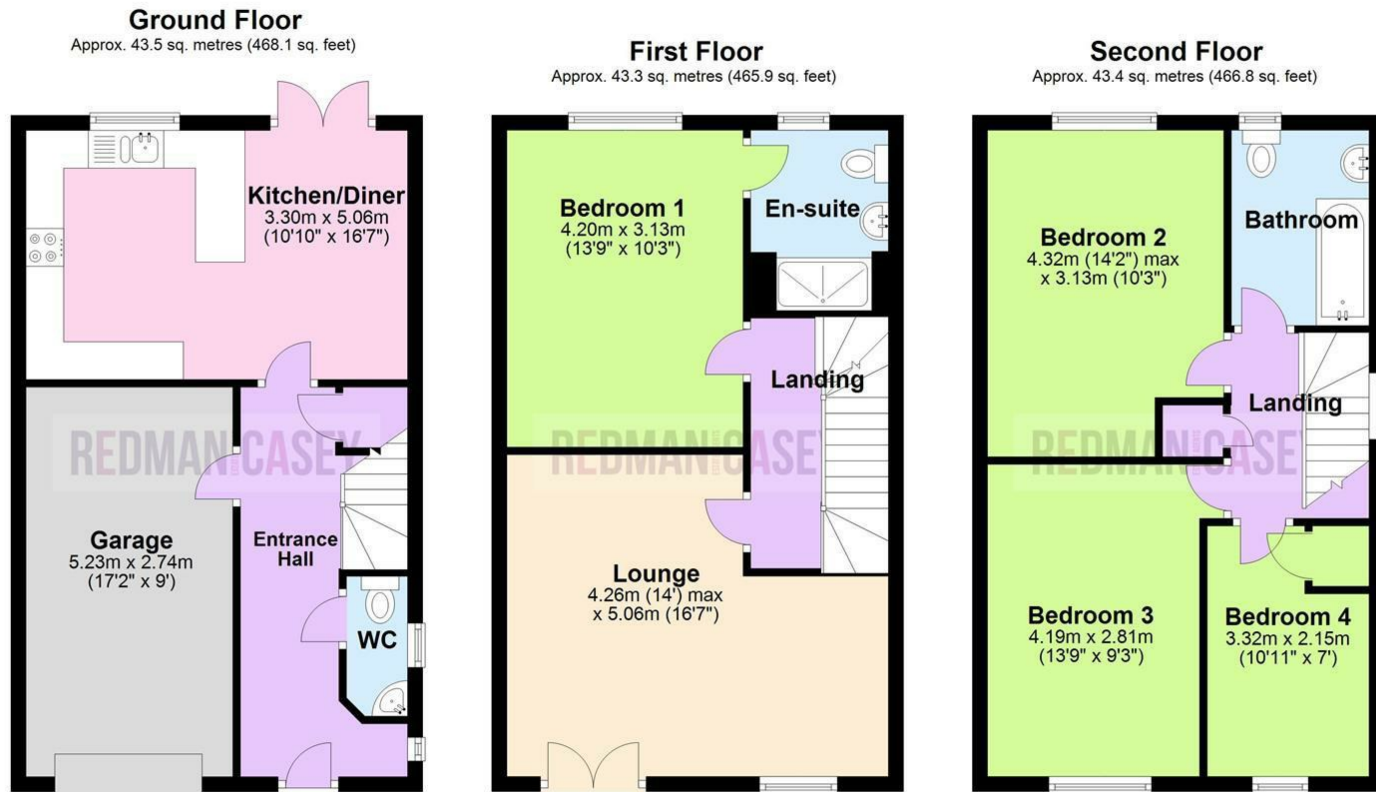 Ground Floor
Approx. 43.5 sq. metres (468.1 sq. feet)
Kitchen/Diner
3.30m x 5.06m
(10'10" x 16'7")
REDMAN CASEY
Garage
5.23m x 2.74m
(17'2" x 9')
Entrance
Hall
WC
First Floor
Approx. 43.3 sq. metres (465.9 sq. feet)
Bedroom 1
4.20m x 3.13m
(13'9" x 10'3")
En-suite
Landing
REDMAN CASEY
Lounge
4.26m (14') max
x 5.06m (16'7")
Second Floor
Approx. 43.4 sq. metres (466.8 sq. feet)
Bedroom 2
4.32m (14'2") max
x 3.13m (10'3")
Bathroom
Landing
REDMAN CASEY
Bedroom 3
4.19m x 2.81m
(13'9" x 9'3")
Bedroom 4
3.32m x 2.15m
(10'11" x 7')